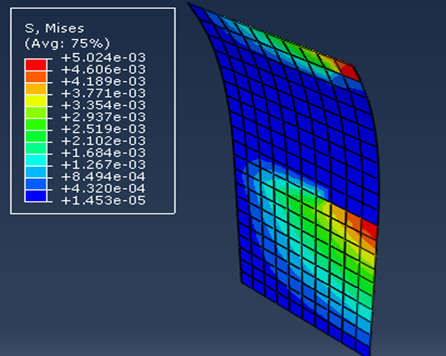 S, Mises
(Avg: 75%)
+5.024e-03
+4.606e-03
+4.189e-03
+3.771e-03
+3.354e-03
+2.937e-03
+2.519e-03
+2.102e-03
+1.684e-03
+1.267e-03
+8.494e-04
+4.320e-04
+1.453e-05